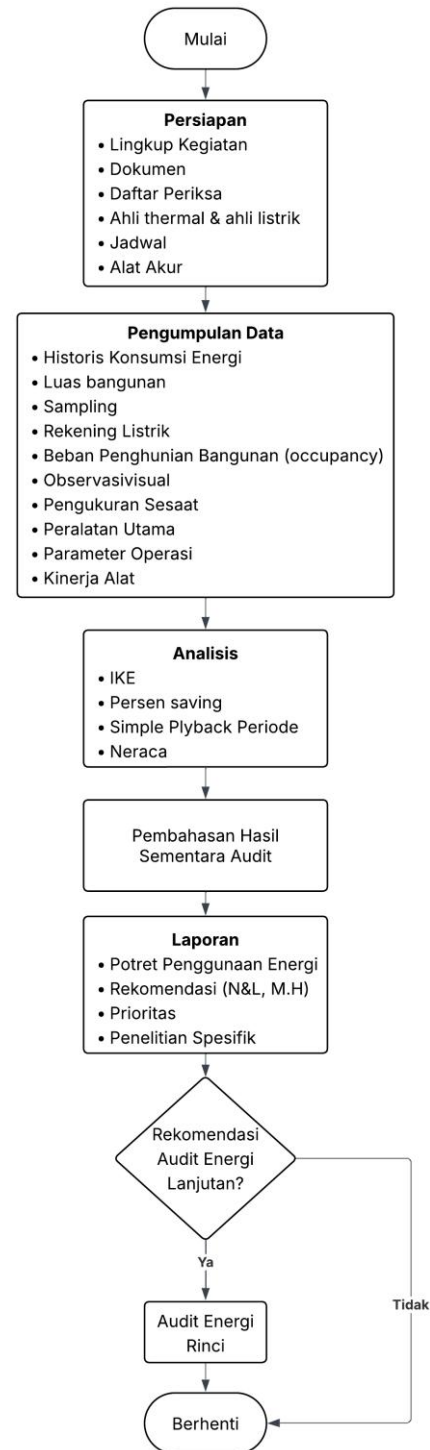 Mulai
Persiapan
• Lingkup Kegiatan
• Dokumen
• Daftar Periksa
• Ahli thermal & ahli listrik
• Jadwal
• Alat Akur
Pengumpulan Data
• Historis Konsumsi Energi
• Luas bangunan
• Sampling
• Rekening Listrik
• Beban Penghunian Bangunan (occupancy)
• Observasivisual
• Pengukuran Sesaat
• Peralatan Utama
• Parameter Operasi
• Kinerja Alat
Analisis
• IKE
• Persen saving
• Simple Plyback Periode
• Neraca
Pembahasan Hasil
Sementara Audit
Laporan
• Potret Penggunaan Energi
• Rekomendasi (N&L, M.H)
• Prioritas
• Penelitian Spesifik
Rekomendasi
Audit Energi
Lanjutan?
Ya
Tidak
Audit Energi
Rinci
Berhenti